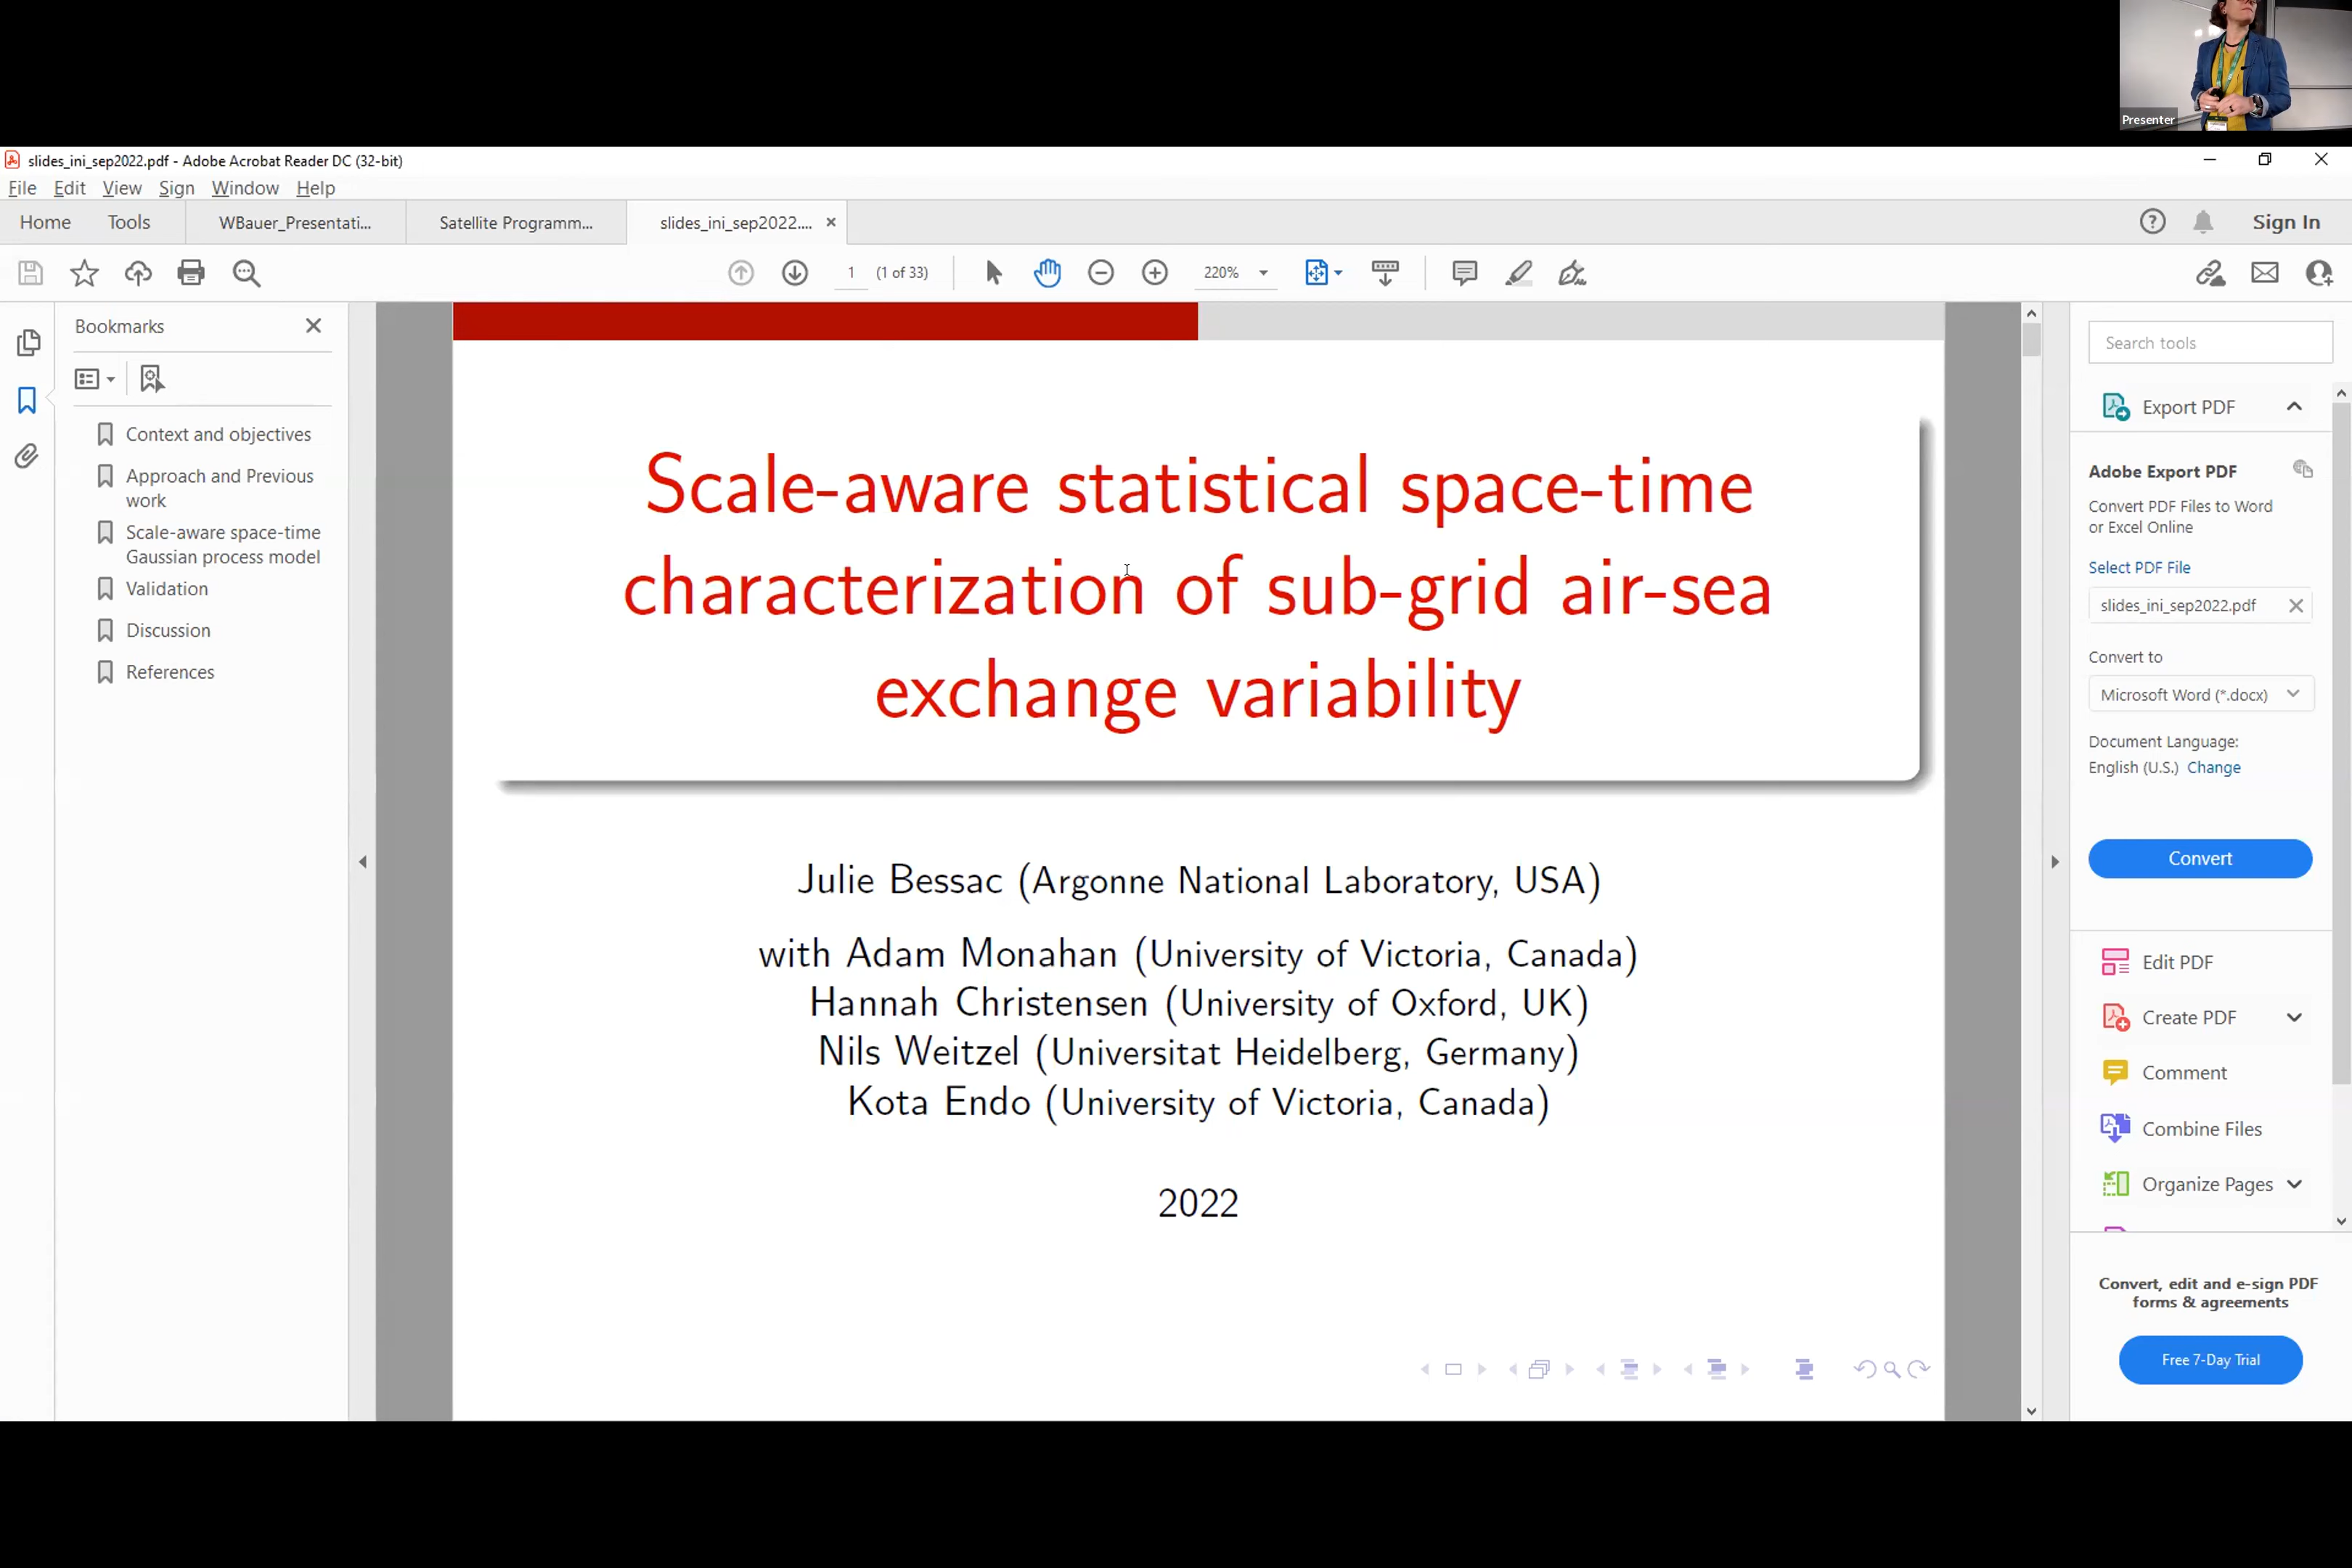 Presenter
slides_ini_sep2022.pdf - Adobe Acrobat Reader DC (32-bit)
File Edit View Sign Window Help
Home Tools WBauer_Presentati... Satellite Programm... slides_ini_sep2022.... Sign In
1 (1 of 33) 220%
Bookmarks
Context and objectives
Approach and Previous
work
Scale-aware space-time
Gaussian process model
Validation
Discussion
References
Scale-aware statistical space-time
characterization of sub-grid air-sea
exchange variability
Julie Bessac (Argonne National Laboratory, USA)
with Adam Monahan (University of Victoria, Canada)
Hannah Christensen (University of Oxford, UK)
Nils Weitzel (Universitat Heidelberg, Germany)
Kota Endo (University of Victoria, Canada)
2022
Search tools
Export PDF
Adobe Export PDF
Convert PDF Files to Word
or Excel Online
Select PDF File
slides_ini_sep2022.pdf
Convert to
Microsoft Word (*.docx)
Document Language:
English (U.S.) Change
Convert
Edit PDF
Create PDF
Comment
Combine Files
Organize Pages
Convert, edit and e-sign PDF
forms & agreements
Free 7-Day Trial